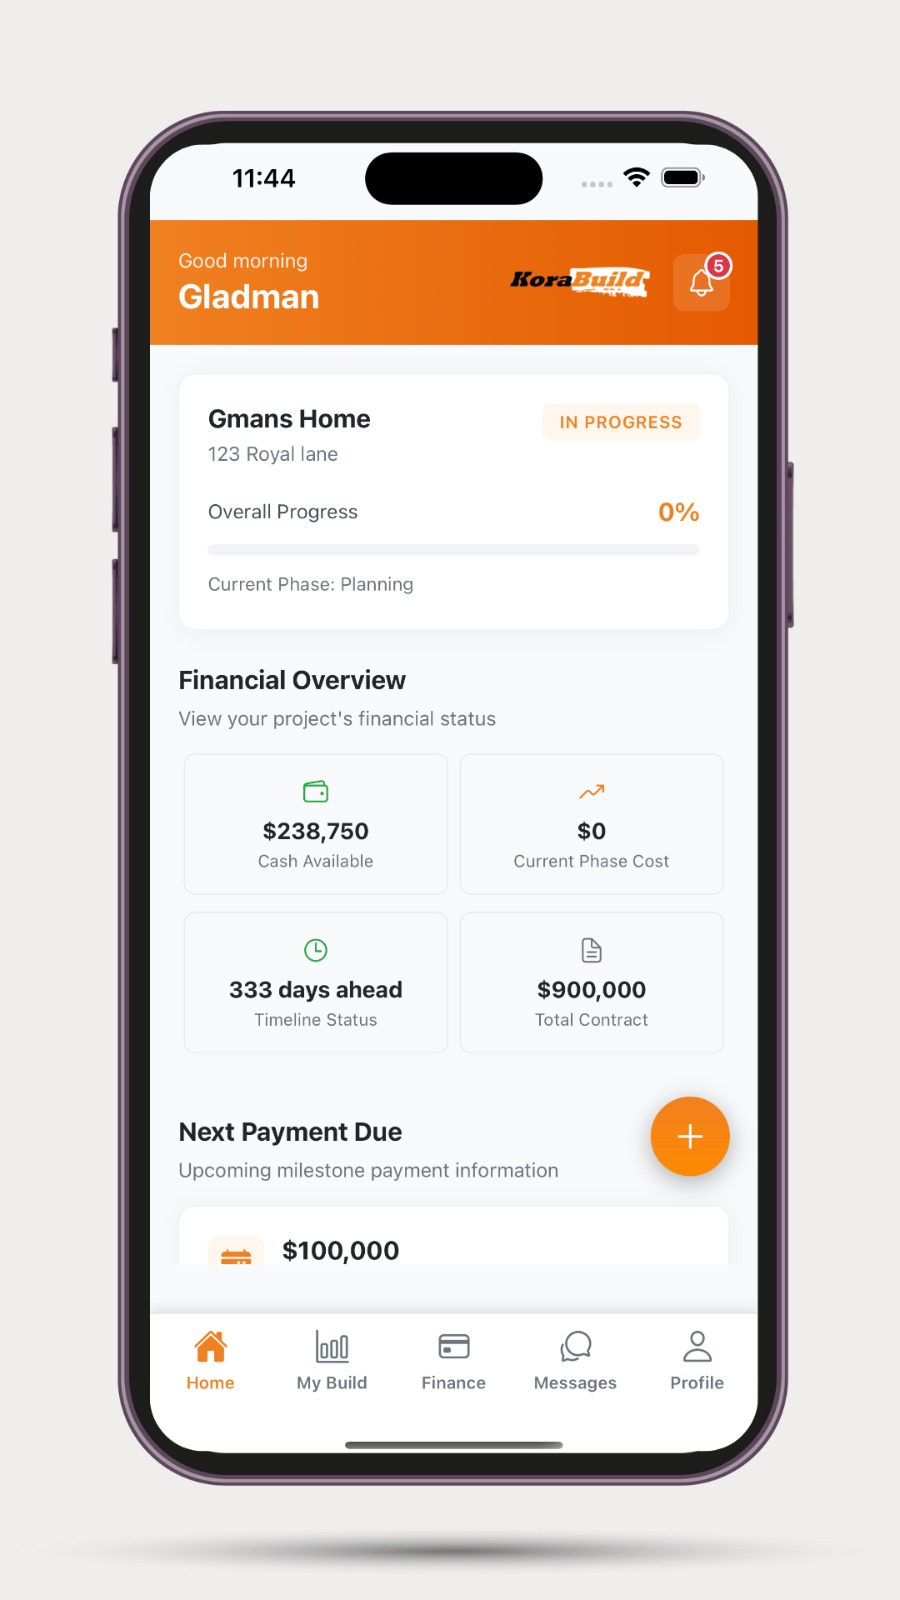 11:44
Good morning
Gladman
KoraBuild
5
Gmans Home
IN PROGRESS
123 Royal lane
Overall Progress
0%
Current Phase: Planning
Financial Overview
View your project's financial status
$238,750
Cash Available
$0
Current Phase Cost
333 days ahead
Timeline Status
$900,000
Total Contract
Next Payment Due
Upcoming milestone payment information
$100,000
Home
My Build
Finance
Messages
Profile